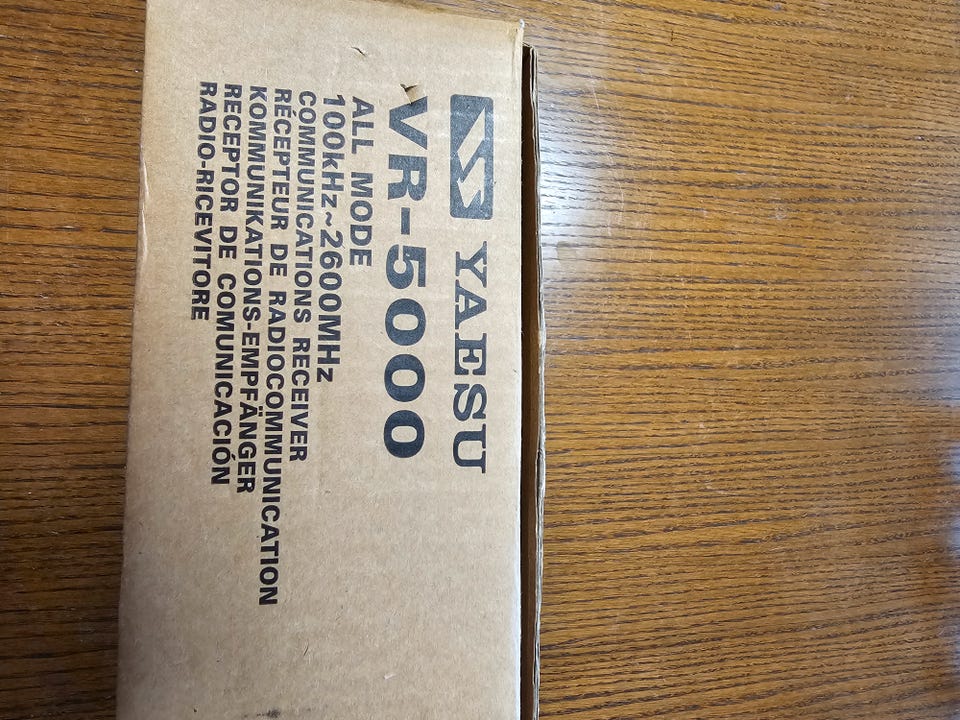 YAESU
VR-5000
ALL MODE
100kHz~2600MHz
COMMUNICATIONS RECEIVER
RÉCEPTEUR DE RADIOCOMMUNICATION
KOMMUNIKATIONS-EMPFÄNGER
RECEPTOR DE COMUNICACIÓN
RADIO-RICEVITORE